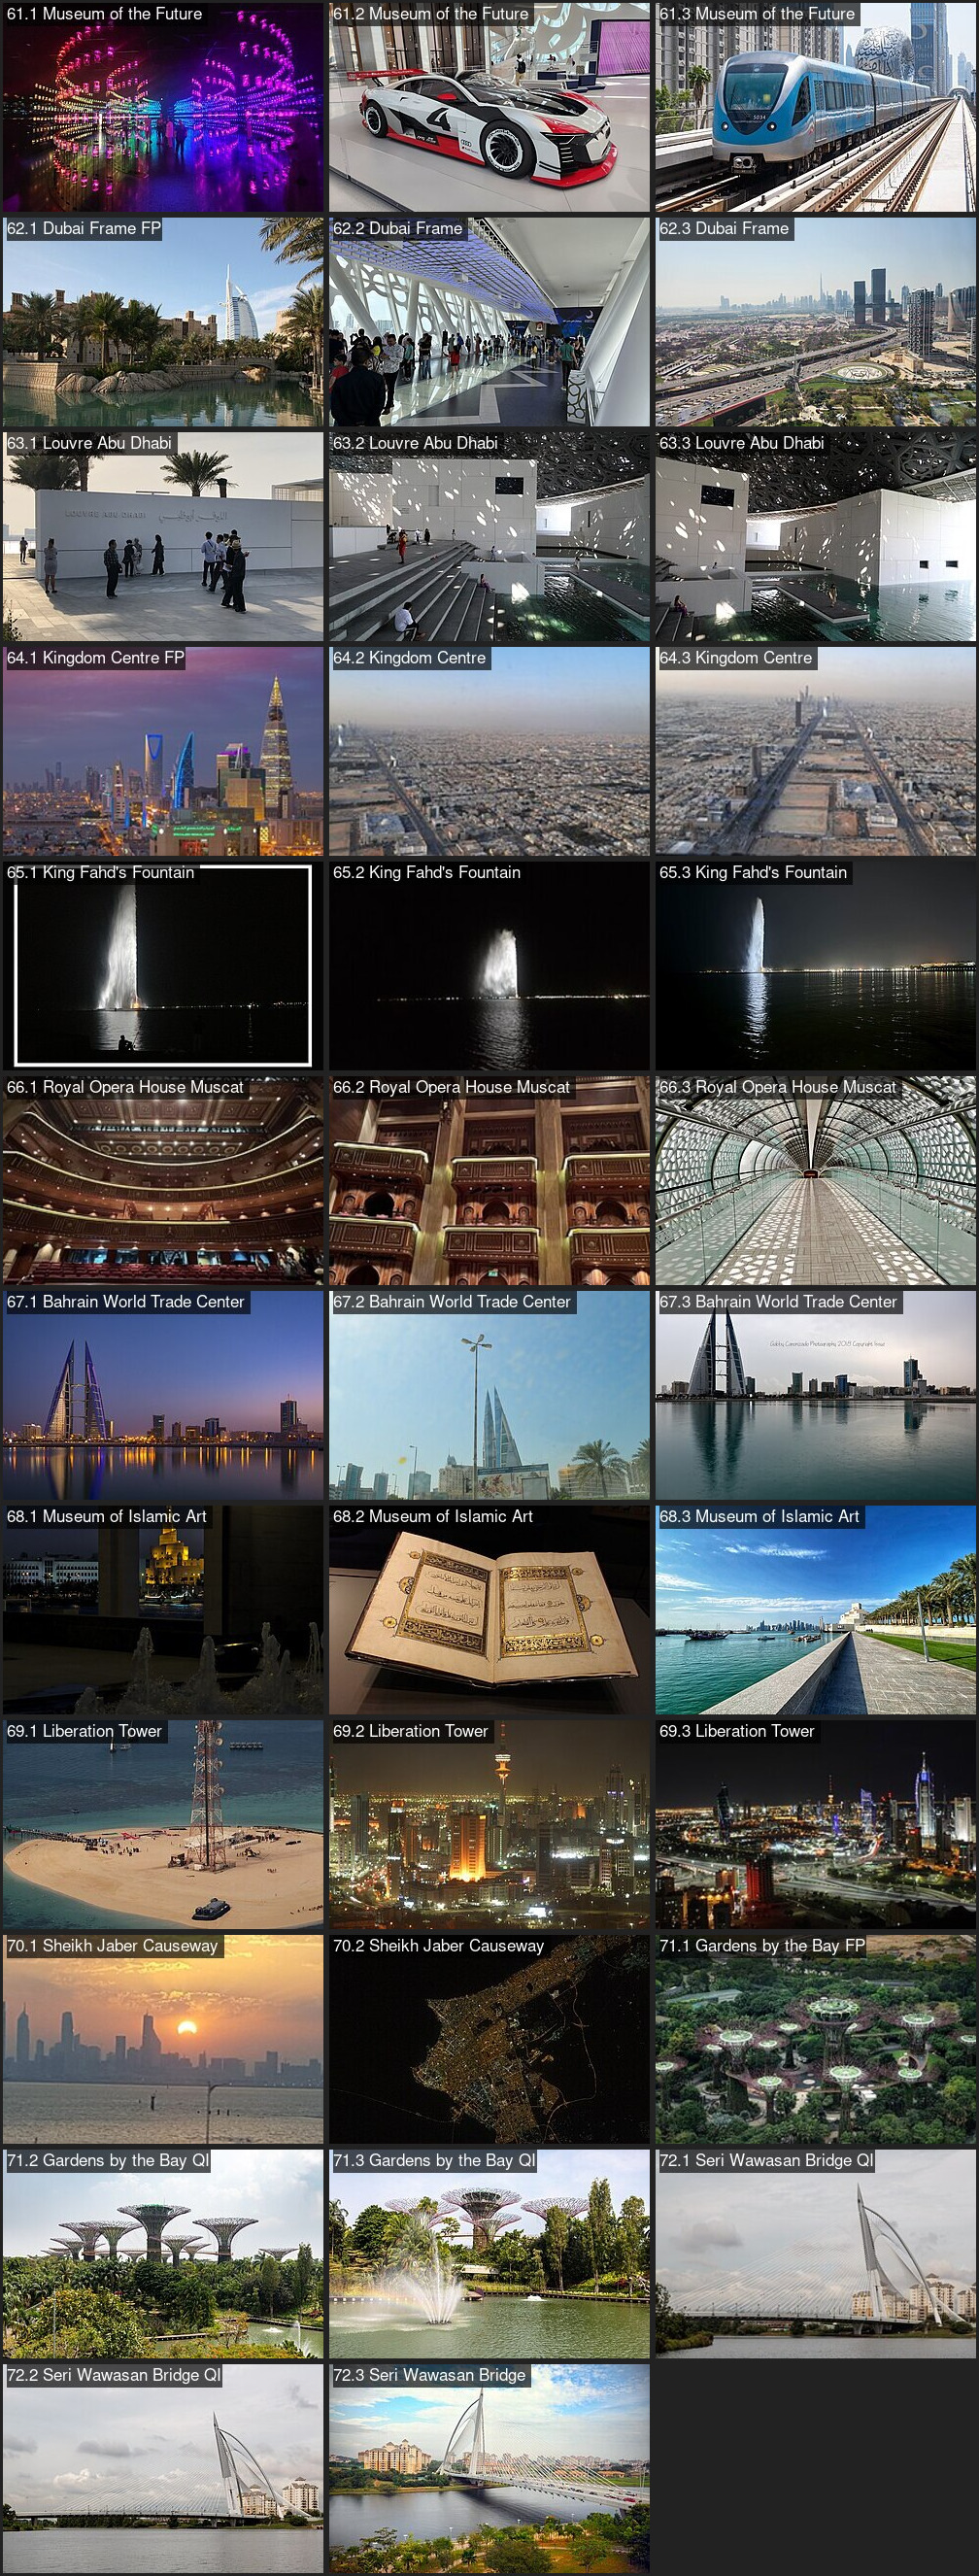 61.1 Museum of the Future
61.2 Museum of the Future
61.3 Museum of the Future
62.1 Dubai Frame FP
62.2 Dubai Frame
62.3 Dubai Frame
63.1 Louvre Abu Dhabi
LOUVRE ABU DHABI اللوفر أبوظبي
63.2 Louvre Abu Dhabi
63.3 Louvre Abu Dhabi
64.1 Kingdom Centre FP
64.2 Kingdom Centre
64.3 Kingdom Centre
65.1 King Fahd's Fountain
65.2 King Fahd's Fountain
65.3 King Fahd's Fountain
66.1 Royal Opera House Muscat
66.2 Royal Opera House Muscat
66.3 Royal Opera House Muscat
67.1 Bahrain World Trade Center
67.2 Bahrain World Trade Center
67.3 Bahrain World Trade Center
68.1 Museum of Islamic Art
68.2 Museum of Islamic Art
68.3 Museum of Islamic Art
69.1 Liberation Tower
69.2 Liberation Tower
69.3 Liberation Tower
70.1 Sheikh Jaber Causeway
70.2 Sheikh Jaber Causeway
71.1 Gardens by the Bay FP
71.2 Gardens by the Bay QI
71.3 Gardens by the Bay QI
72.1 Seri Wawasan Bridge QI
72.2 Seri Wawasan Bridge QI
72.3 Seri Wawasan Bridge